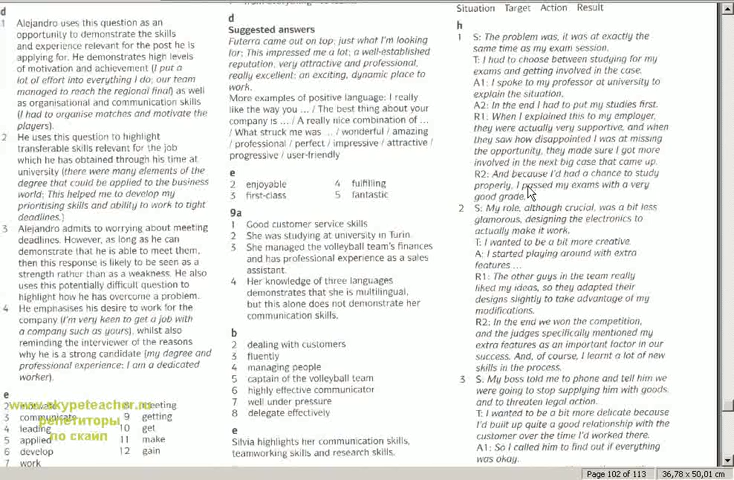 d
1 Alejandro uses this question as an
opportunity to demonstrate the skills
and experience relevant for the post he is
applying for. He demonstrates high levels
of motivation and achievement (I put a
lot of effort into everything I do; our team
managed to reach the regional final) as well
as organisational and communication skills
(I had to organise matches and motivate the
players).
2 He uses this question to highlight
transferable skills relevant for the job
which he has obtained through his time at
university (there were many elements of the
degree that could be applied to the business
world; This helped me to develop my
prioritising skills and ability to work to tight
deadlines.)
3 Alejandro admits to worrying about meeting
deadlines. However, as long as he can
demonstrate that he is able to meet them,
then this response is likely to be seen as a
strength rather than as a weakness. He also
uses this potentially difficult question to
highlight how he has overcome a problem.
4 He emphasises his desire to work for the
company (I'm very keen to get a job with
a company such as yours), whilst also
reminding the interviewer of the reasons
why he is a strong candidate (my degree and
professional experience; I am a dedicated
worker).
e
2 8 meeting
3 communicate 9 getting
4 leading 10 get
5 applied 11 make
6 develop 12 gain
7 work
www.skypeteacher.ru
репетиторы
по скайп
d
Suggested answers
Futerra came out on top; just what I'm looking
for; This impressed me a lot; a well-established
reputation, very attractive and professional,
really excellent; an exciting, dynamic place to
work.
More examples of positive language: I really
like the way you ... / The best thing about your
company is ... / A really nice combination of ...
/ What struck me was ... / wonderful / amazing
/ professional / perfect / impressive / attractive /
progressive / user-friendly
e
2 enjoyable 4 fulfilling
3 first-class 5 fantastic
9a
1 Good customer service skills
2 She was studying at university in Turin.
3 She managed the volleyball team's finances
and has professional experience as a sales
assistant.
4 Her knowledge of three languages
demonstrates that she is multilingual,
but this alone does not demonstrate her
communication skills.
b
2 dealing with customers
3 fluently
4 managing people
5 captain of the volleyball team
6 highly effective communicator
7 well under pressure
8 delegate effectively
e
Silvia highlights her communication skills,
teamworking skills and research skills.
Situation Target Action Result
h
1 S: The problem was, it was at exactly the
same time as my exam session.
T: I had to choose between studying for my
exams and getting involved in the case.
A1: I spoke to my professor at university to
explain the situation.
A2: In the end I had to put my studies first.
R1: When I explained this to my employer,
they were actually very supportive, and when
they saw how disappointed I was at missing
the opportunity, they made sure I got more
involved in the next big case that came up.
R2: And because I'd had a chance to study
properly, I passed my exams with a very
good grade.
2 S: My role, although crucial, was a bit less
glamorous, designing the electronics to
actually make it work.
T: I wanted to be a bit more creative.
A: I started playing around with extra
features ...
R1: The other guys in the team really
liked my ideas, so they adapted their
designs slightly to take advantage of my
modifications.
R2: In the end we won the competition,
and the judges specifically mentioned my
extra features as an important factor in our
success. And, of course, I learnt a lot of new
skills in the process.
3 S: My boss told me to phone and tell him we
were going to stop supplying him with goods,
and to threaten legal action.
T: I wanted to be a bit more delicate because
I'd built up quite a good relationship with the
customer over the time I'd worked there.
A1: So I called him to find out if everything
was okay.
Page 102 of 113 36,78 x 50,01 cm